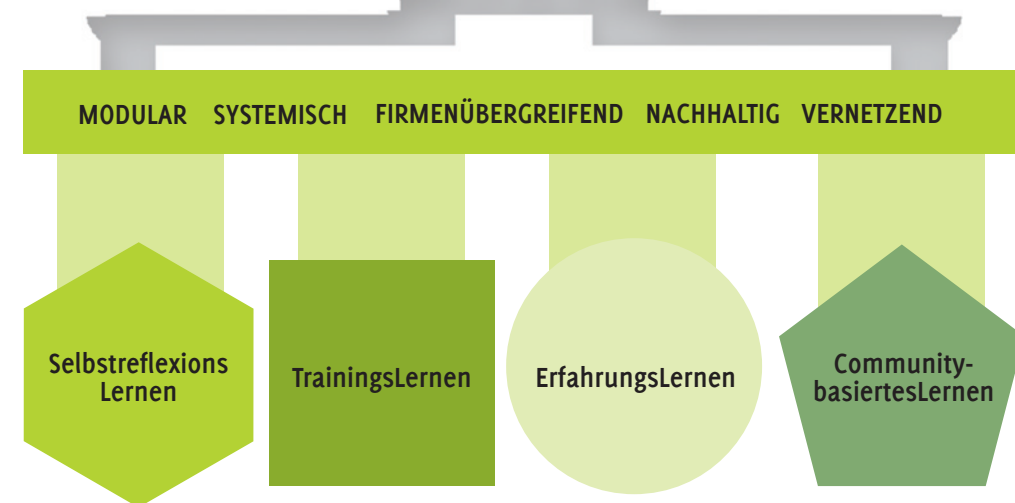 MODULAR SYSTEMISCH FIRMENÜBERGREIFEND NACHHALTIG VERNETZEND
Selbstreflexions
Lernen
TrainingsLernen
ErfahrungsLernen
Community-
basiertesLernen